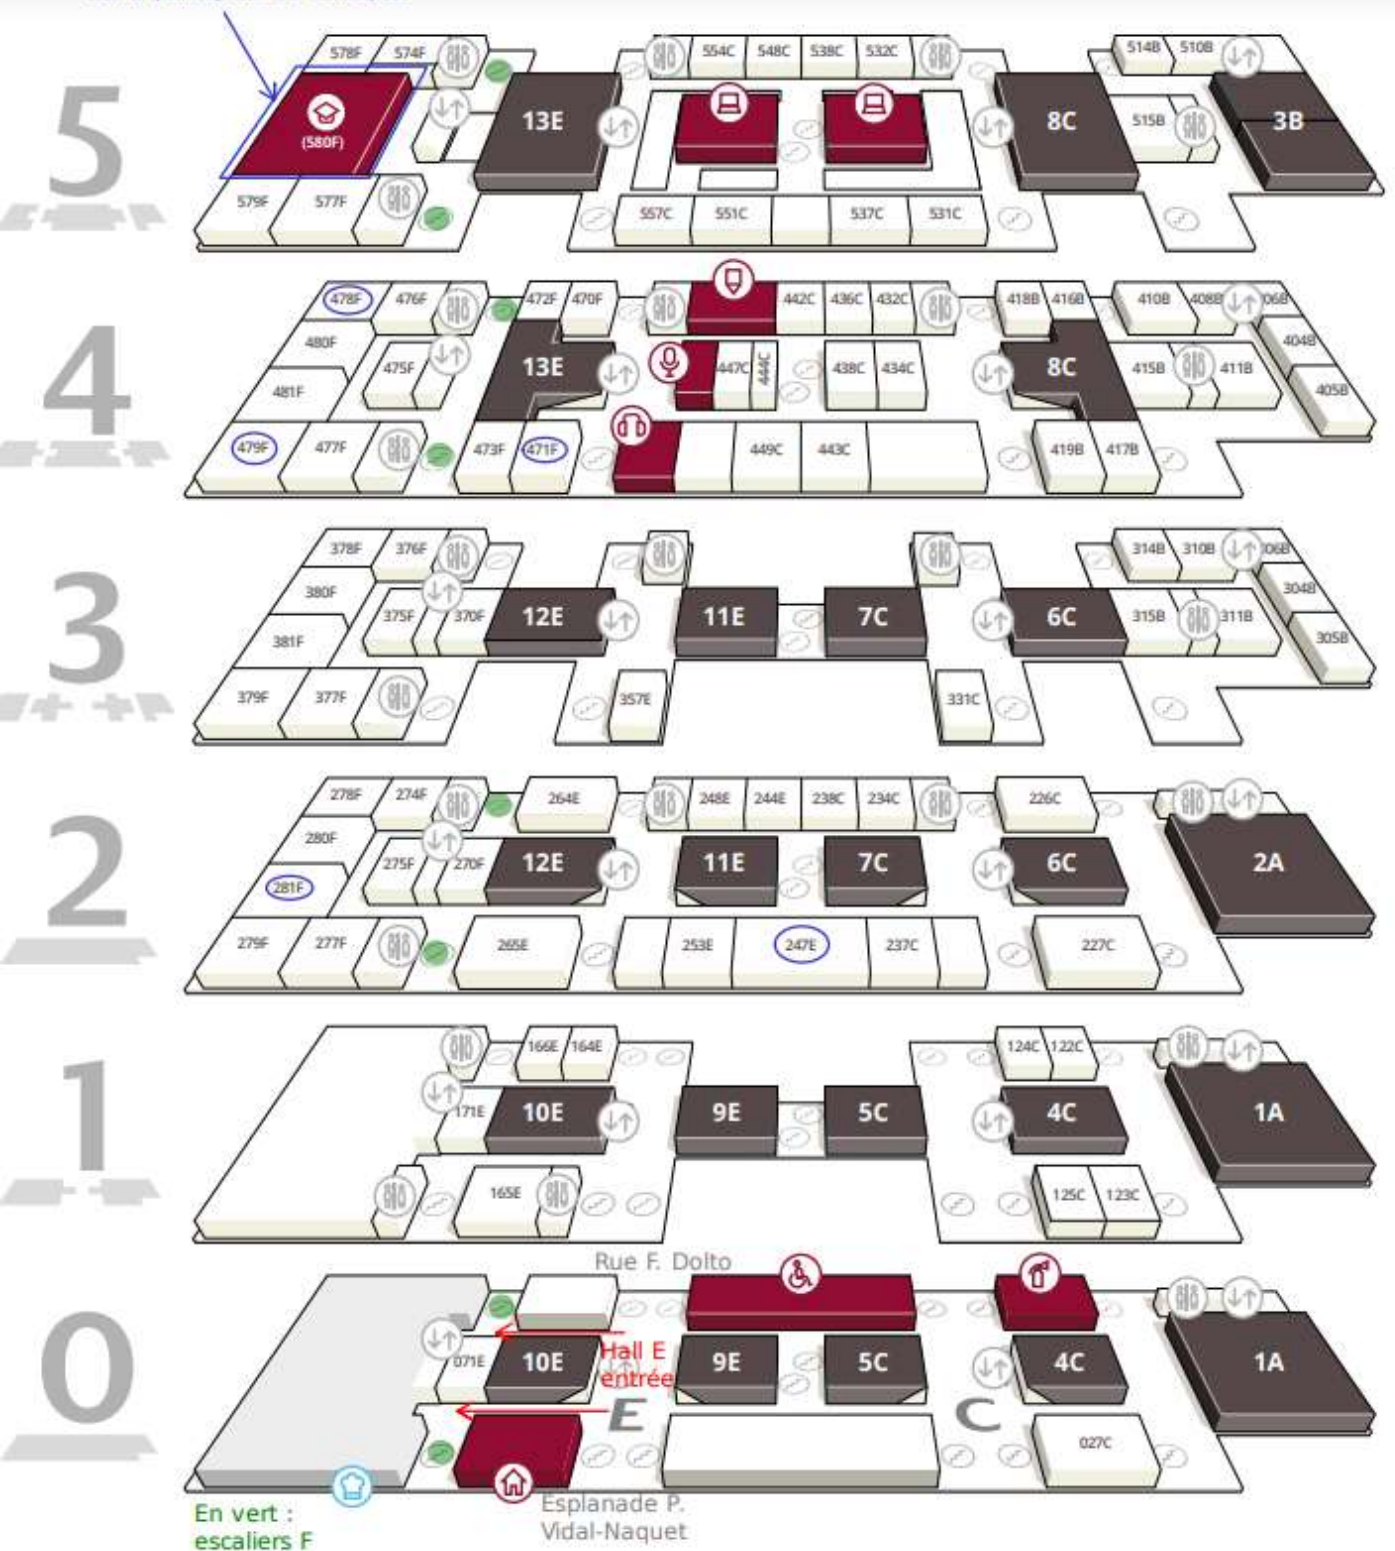 578F 574F 554C 548C 538C 532C 514B 510B
5
(580F) 13E 8C 515B 3B
579F 577F 557C 551C 537C 531C
478F 476F 472F 470F 442C 436C 432C 418B 416B 410B 408B 06B
4
480F 475F 13E 447C 444C 438C 434C 8C 415B 411B 404B
481F 405B
479F 477F 473F 471F 449C 443C 419B 417B
378F 376F 314B 310B 06B
3
380F 375F 370F 12E 11E 7C 6C 315B 311B 304B
381F 305B
379F 377F 357E 331C
278F 274F 264E 248E 244E 238C 234C 226C
2
280F 275F 270F 12E 11E 7C 6C 2A
281F
279F 277F 265E 253E 247E 237C 227C
166E 164E 124C 122C
1
171E 10E 9E 5C 4C 1A
165E 125C 123C
Rue F. Dolto
0
Hall E
entrée
071E 10E 9E 5C 4C 1A
E C
027C
Esplanade P.
Vidal-Naquet
En vert :
escaliers F